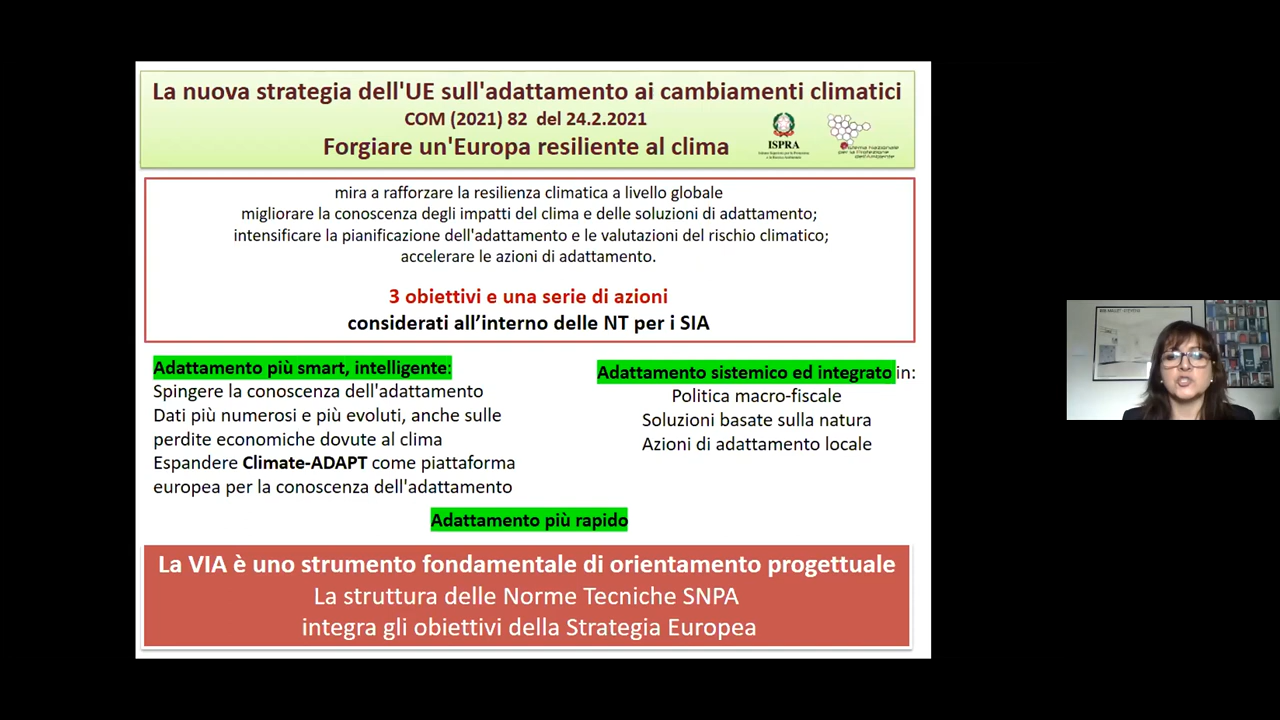 La nuova strategia dell'UE sull'adattamento ai cambiamenti climatici
COM (2021) 82 del 24.2.2021
Forgiare un'Europa resiliente al clima
ISPRA
mira a rafforzare la resilienza climatica a livello globale
migliorare la conoscenza degli impatti del clima e delle soluzioni di adattamento;
intensificare la pianificazione dell'adattamento e le valutazioni del rischio climatico;
accelerare le azioni di adattamento.
3 obiettivi e una serie di azioni
considerati all’interno delle NT per i SIA
Adattamento più smart, intelligente:
Spingere la conoscenza dell'adattamento
Dati più numerosi e più evoluti, anche sulle
perdite economiche dovute al clima
Espandere Climate-ADAPT come piattaforma
europea per la conoscenza dell'adattamento
Adattamento sistemico ed integrato in:
Politica macro-fiscale
Soluzioni basate sulla natura
Azioni di adattamento locale
Adattamento più rapido
La VIA è uno strumento fondamentale di orientamento progettuale
La struttura delle Norme Tecniche SNPA
integra gli obiettivi della Strategia Europea